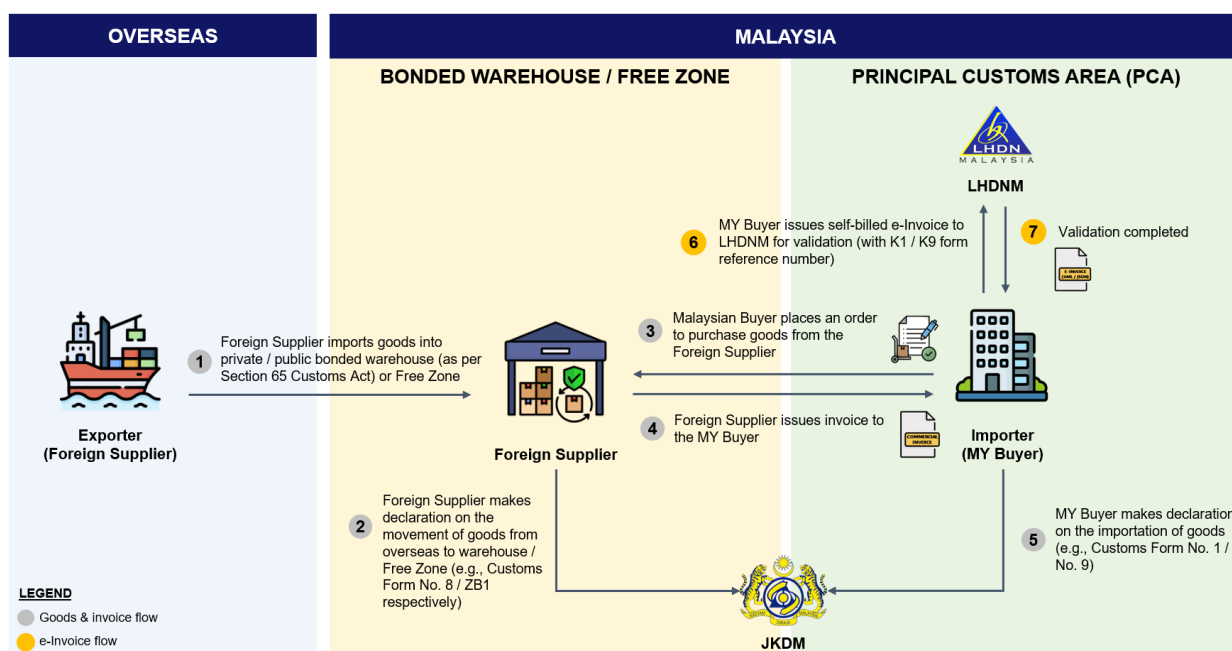 OVERSEAS
MALAYSIA
BONDED WAREHOUSE / FREE ZONE
PRINCIPAL CUSTOMS AREA (PCA)
LHDN
MALAYSIA
LHDNM
6
MY Buyer issues self-billed e-Invoice to
LHDNM for validation (with K1 / K9 form
reference number)
7
Validation completed
E-INVOICE
(XML / JSON)
1
Foreign Supplier imports goods into
private / public bonded warehouse (as per
Section 65 Customs Act) or Free Zone
3
Malaysian Buyer places an order
to purchase goods from the
Foreign Supplier
4
Foreign Supplier issues invoice to
the MY Buyer
COMMERCIAL
INVOICE
Exporter
(Foreign Supplier)
Foreign Supplier
Importer
(MY Buyer)
2
Foreign Supplier makes
declaration on the
movement of goods from
overseas to warehouse /
Free Zone (e.g., Customs
Form No. 8 / ZB1
respectively)
5
MY Buyer makes declaration
on the importation of goods
(e.g., Customs Form No. 1 /
No. 9)
LEGEND
Goods & invoice flow
e-Invoice flow
JKDM